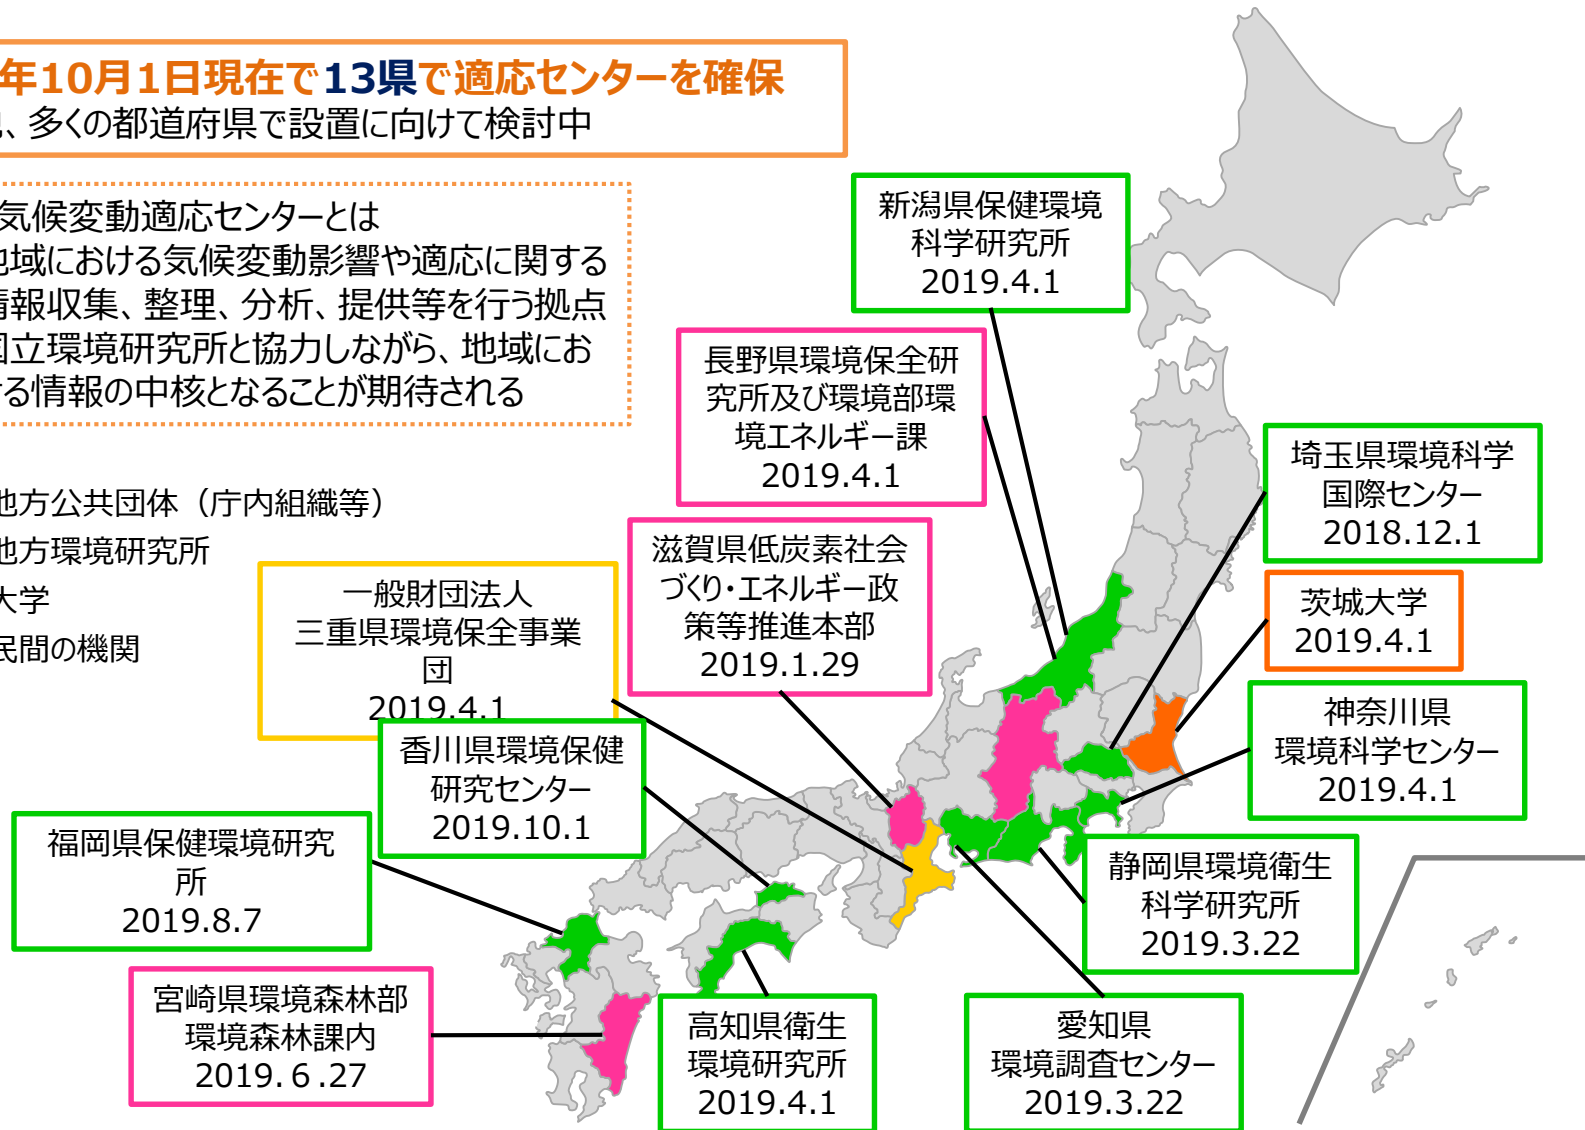 年10月1日現在で13県で適応センターを確保
、多くの都道府県で設置に向けて検討中
気候変動適応センターとは
地域における気候変動影響や適応に関する
情報収集、整理、分析、提供等を行う拠点
国立環境研究所と協力しながら、地域にお
ける情報の中核となることが期待される
地方公共団体（庁内組織等）
地方環境研究所
大学
民間の機関
新潟県保健環境
科学研究所
2019.4.1
長野県環境保全研
究所及び環境部環
境エネルギー課
2019.4.1
埼玉県環境科学
国際センター
2018.12.1
滋賀県低炭素社会
づくり・エネルギー政
策等推進本部
2019.1.29
一般財団法人
三重県環境保全事業
団
2019.4.1
茨城大学
2019.4.1
神奈川県
環境科学センター
2019.4.1
香川県環境保健
研究センター
2019.10.1
福岡県保健環境研究
所
2019.8.7
静岡県環境衛生
科学研究所
2019.3.22
宮崎県環境森林部
環境森林課内
2019.６.27
高知県衛生
環境研究所
2019.4.1
愛知県
環境調査センター
2019.3.22